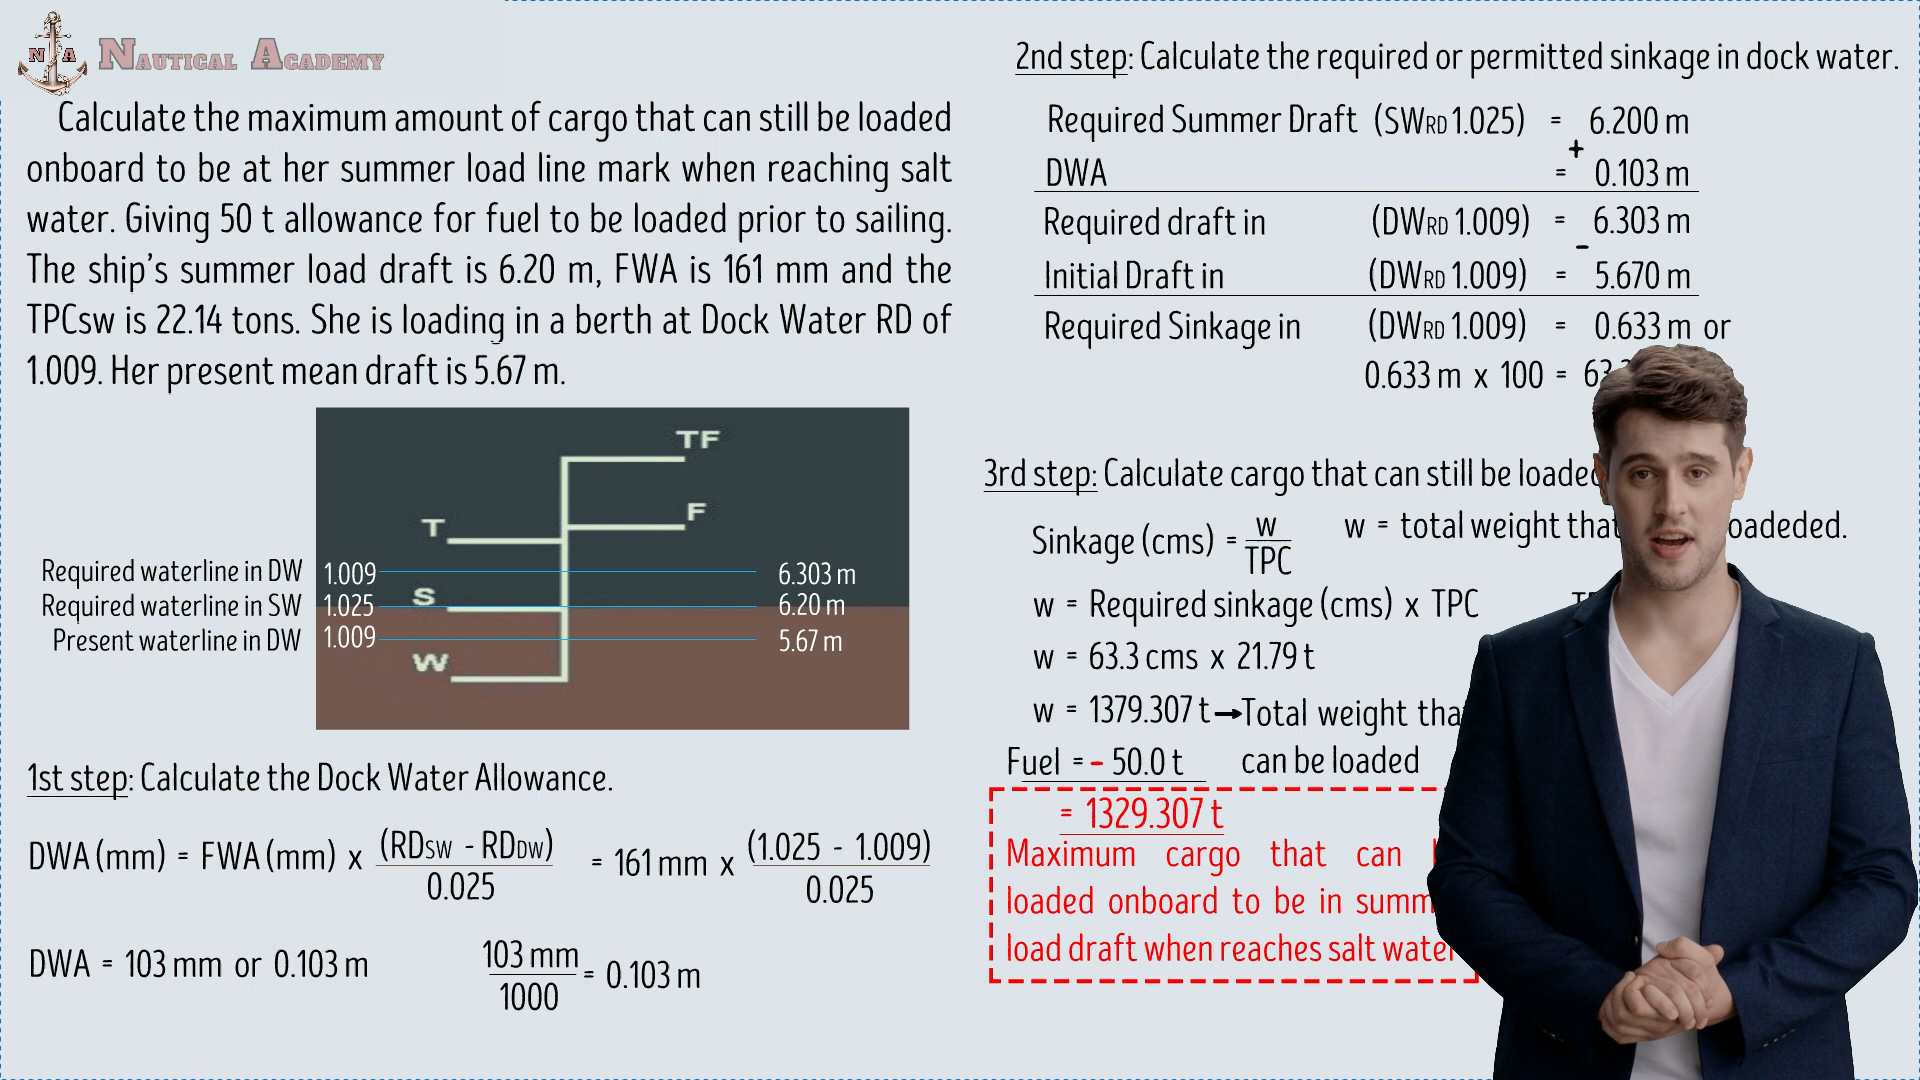 NA NAUTICAL ACADEMY
Calculate the maximum amount of cargo that can still be loaded
onboard to be at her summer load line mark when reaching salt
water. Giving 50 t allowance for fuel to be loaded prior to sailing.
The ship's summer load draft is 6.20 m, FWA is 161 mm and the
TPCsw is 22.14 tons. She is loading in a berth at Dock Water RD of
1.009. Her present mean draft is 5.67 m.
TF
F
T
Required waterline in DW 1.009 6.303 m
Required waterline in SW 1.025 S 6.20 m
Present waterline in DW 1.009 5.67 m
W
1st step: Calculate the Dock Water Allowance.
DWA (mm) = FWA (mm) x (RDSW - RDDW) / 0.025 = 161 mm x (1.025 - 1.009) / 0.025
DWA = 103 mm or 0.103 m 103 mm / 1000 = 0.103 m
2nd step: Calculate the required or permitted sinkage in dock water.
Required Summer Draft (SWRD 1.025) = 6.200 m
+
DWA = 0.103 m
Required draft in (DWRD 1.009) = 6.303 m
-
Initial Draft in (DWRD 1.009) = 5.670 m
Required Sinkage in (DWRD 1.009) = 0.633 m or
0.633 m x 100 =
3rd step: Calculate cargo that can still be loaded
Sinkage (cms) = w / TPC w = total weight that loadeded.
w = Required sinkage (cms) x TPC
w = 63.3 cms x 21.79 t
w = 1379.307 t → Total weight that
Fuel = - 50.0 t can be loaded
= 1329.307 t
Maximum cargo that can
loaded onboard to be in
load draft when reaches salt water